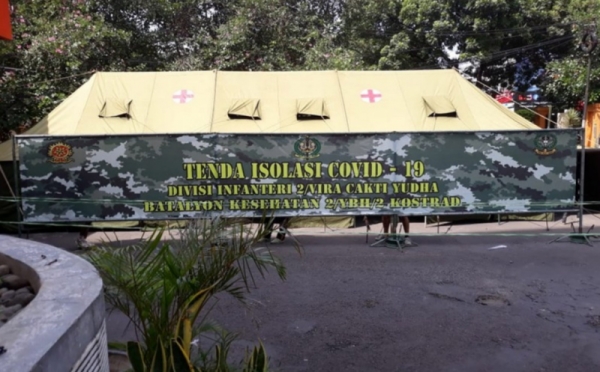 TENDA ISOLASI COVID - 19
DIVISI INFANTERI 2/VIRA CAKTI YUDHA
BATALYON KESEHATAN 2/YBH/2 KOSTRAD